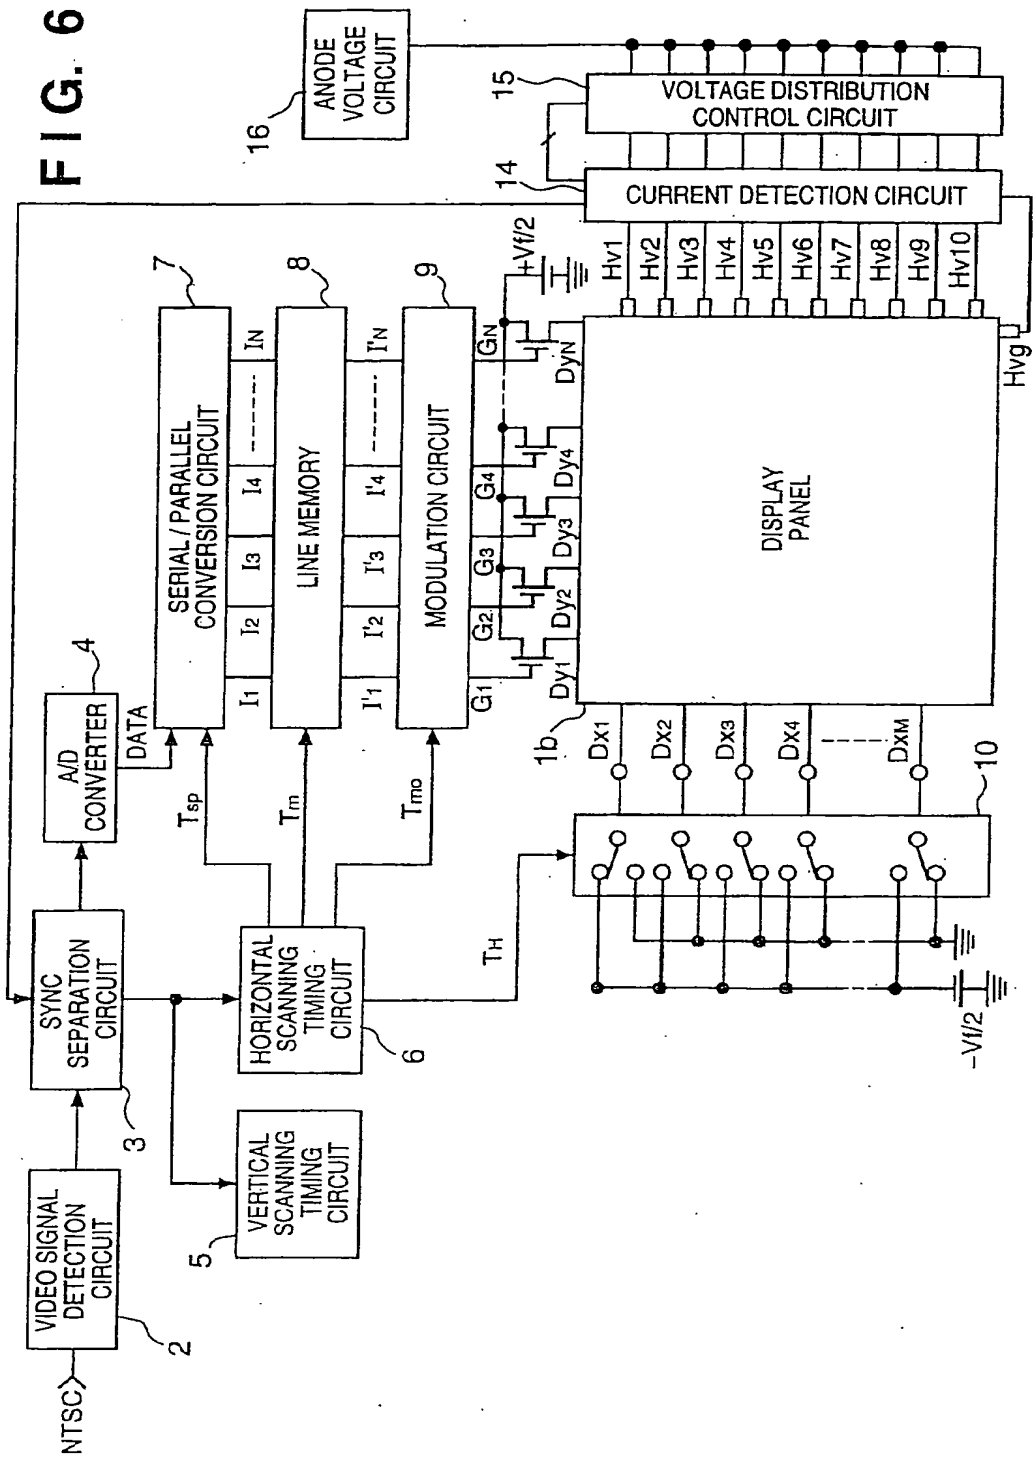 FIG. 6
NTSC
VIDEO SIGNAL
DETECTION
CIRCUIT
2
SYNC
SEPARATION
CIRCUIT
3
A/D
CONVERTER
4
DATA
VERTICAL
SCANNING
TIMING
CIRCUIT
5
HORIZONTAL
SCANNING
TIMING
CIRCUIT
6
Tsp
Tm
Tmo
TH
SERIAL / PARALLEL
CONVERSION CIRCUIT
7
I1 I2 I3 I4 IN
LINE MEMORY
8
I'1 I'2 I'3 I'4 I'N
MODULATION CIRCUIT
9
G1 G2 G3 G4 GN
+Vf/2
Dy1 Dy2 Dy3 Dy4 DyN
1b
DISPLAY
PANEL
Dx1
Dx2
Dx3
Dx4
DxM
10
-Vf/2
Hv1
Hv2
Hv3
Hv4
Hv5
Hv6
Hv7
Hv8
Hv9
Hv10
Hvg
14
CURRENT DETECTION CIRCUIT
15
VOLTAGE DISTRIBUTION
CONTROL CIRCUIT
16
ANODE
VOLTAGE
CIRCUIT